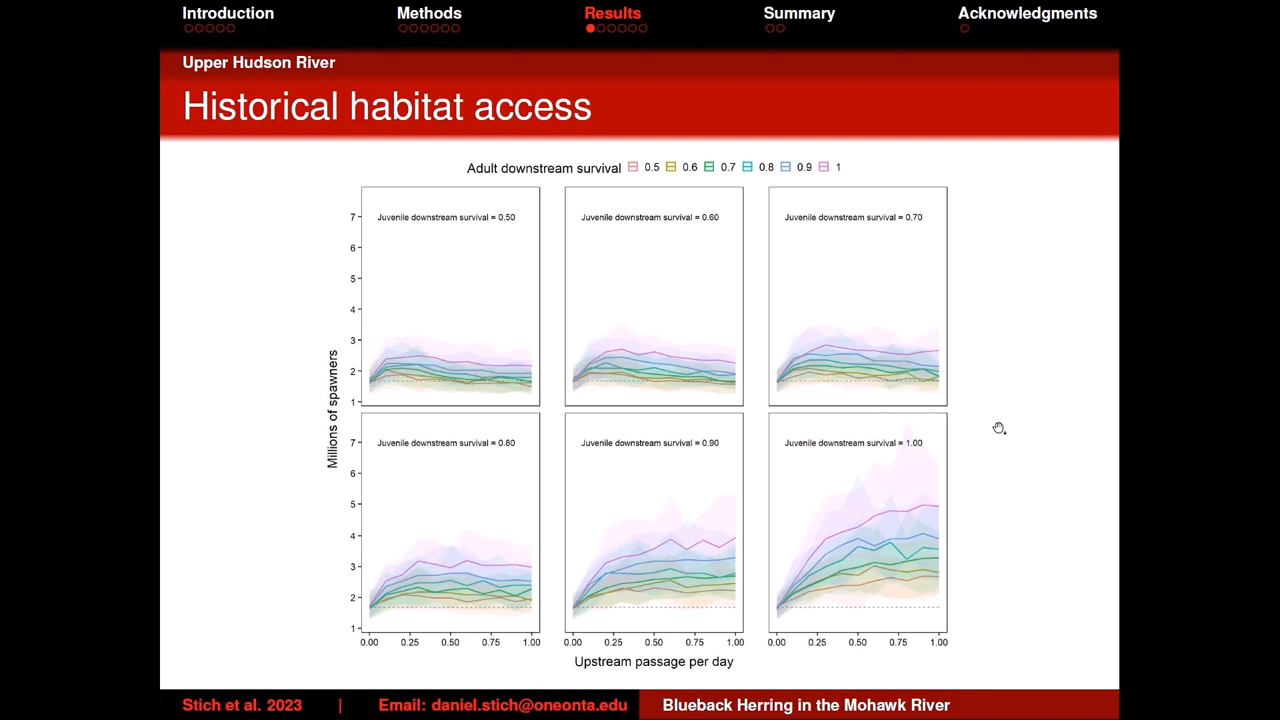 Introduction Methods Results Summary Acknowledgments
Upper Hudson River
Historical habitat access
Adult downstream survival 0.5 0.6 0.7 0.8 0.9 1
Juvenile downstream survival = 0.50 Juvenile downstream survival = 0.60 Juvenile downstream survival = 0.70
7
6
5
4
3
2
1
Millions of spawners
Juvenile downstream survival = 0.80 Juvenile downstream survival = 0.90 Juvenile downstream survival = 1.00
7
6
5
4
3
2
1
0.00 0.25 0.50 0.75 1.00 0.00 0.25 0.50 0.75 1.00 0.00 0.25 0.50 0.75 1.00
Upstream passage per day
Stich et al. 2023 | Email: daniel.stich@oneonta.edu Blueback Herring in the Mohawk River